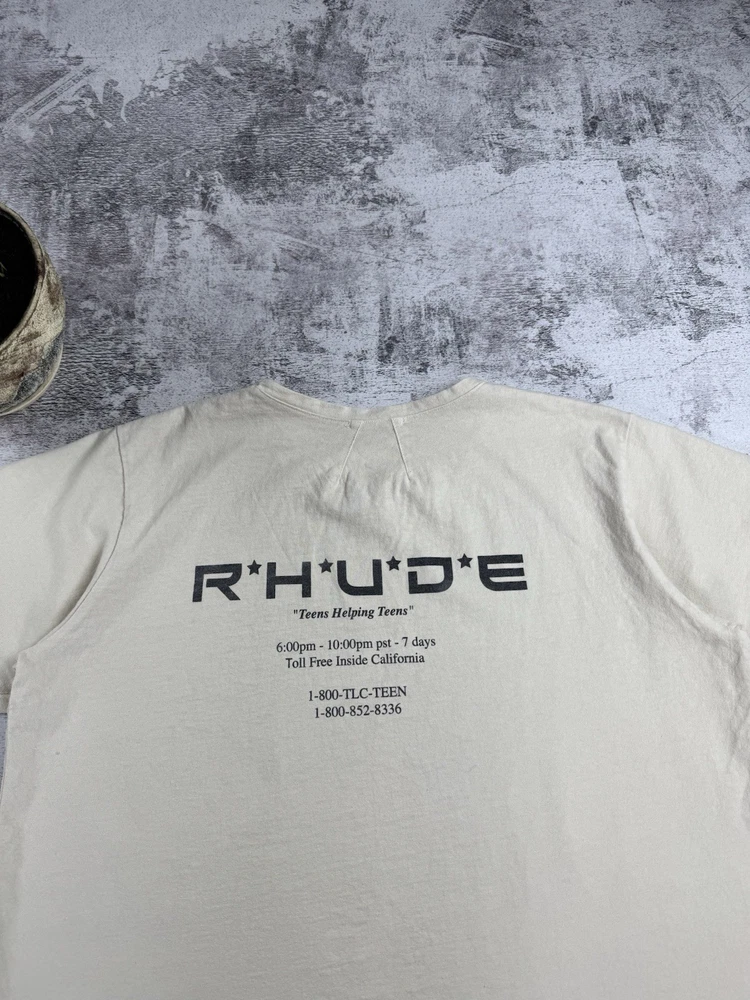 R★H★U★D★E
"Teens Helping Teens"
6:00pm - 10:00pm pst - 7 days
Toll Free Inside California
1-800-TLC-TEEN
1-800-852-8336